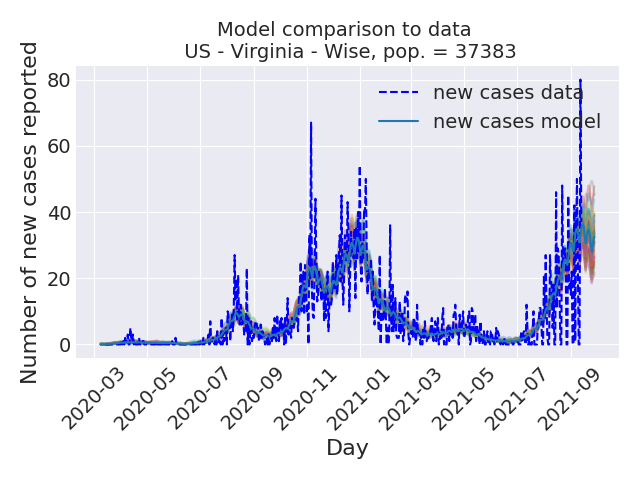 Model comparison to data
US - Virginia - Wise, pop. = 37383
Number of new cases reported
80
60
40
20
0
new cases data
new cases model
2020-03
2020-05
2020-07
2020-09
2020-11
2021-01
2021-03
2021-05
2021-07
2021-09
Day